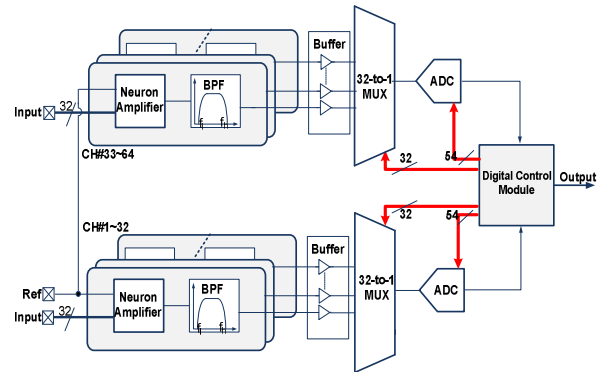 Buffer
Neuron
Amplifier
BPF
fl
fh
32-to-1
MUX
ADC
Input
32
CH#33~64
32
54
Digital Control
Module
Output
CH#1~32
32
54
Buffer
Ref
Neuron
Amplifier
BPF
fl
fh
32-to-1
MUX
ADC
Input
32